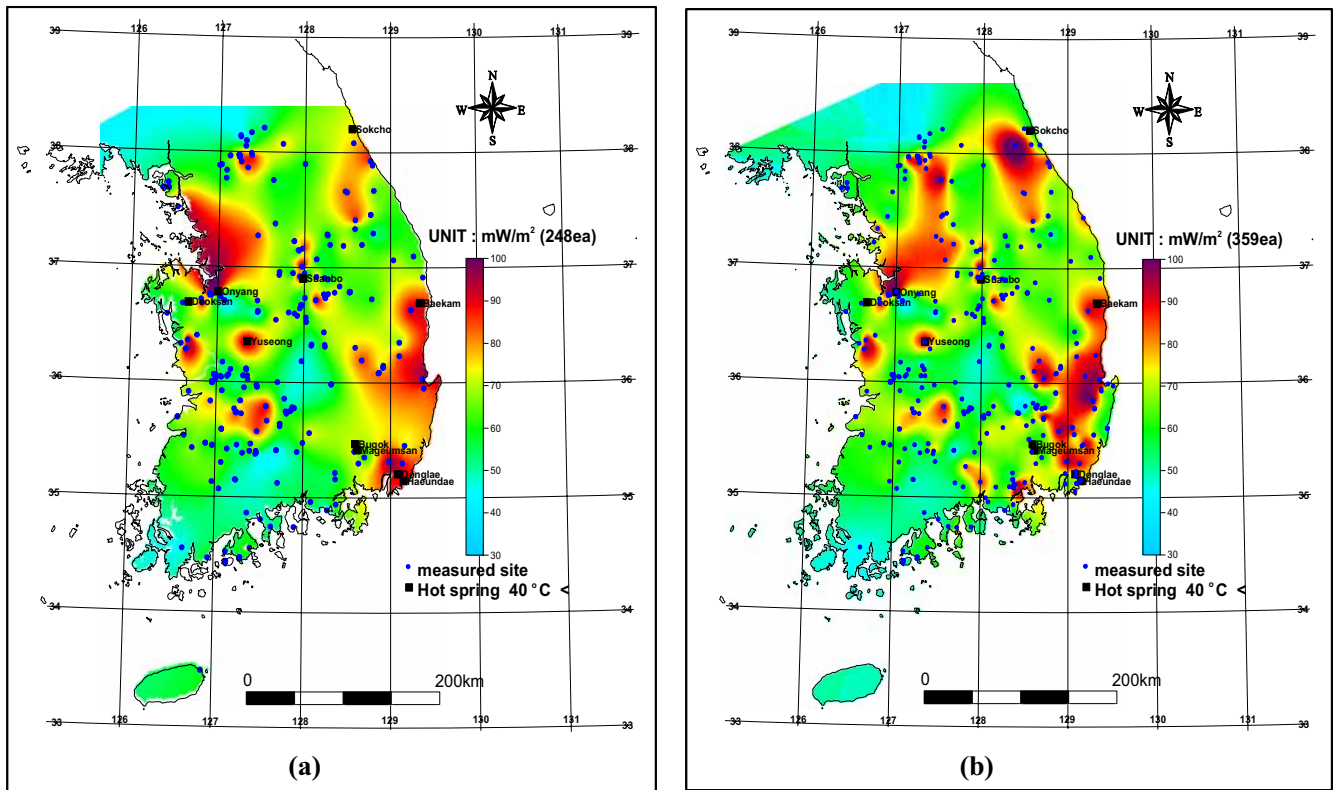 126 127 128 129 130 131
39 39
N
W E
S
Sokcho
38 38
UNIT : mW/m² (248ea)
37 37
100
90
80
70
60
50
40
30
Suanbo
Onyang
Ducksan
Baekam
Yuseong
36 36
Bugok
Mageumsan
Donglae
Haeundae
35 35
measured site
Hot spring 40 °C <
34 34
0 200km
33 33
126 127 128 129 130 131
(a)
126 127 128 129 130 131
39 39
N
W E
S
Sokcho
38 38
UNIT : mW/m² (359ea)
37 37
100
90
80
70
60
50
40
30
Suanbo
Onyang
Ducksan
Baekam
Yuseong
36 36
Bugok
Mageumsan
Donglae
Haeundae
35 35
measured site
Hot spring 40 °C <
34 34
0 200km
33 33
126 127 128 129 130 131
(b)